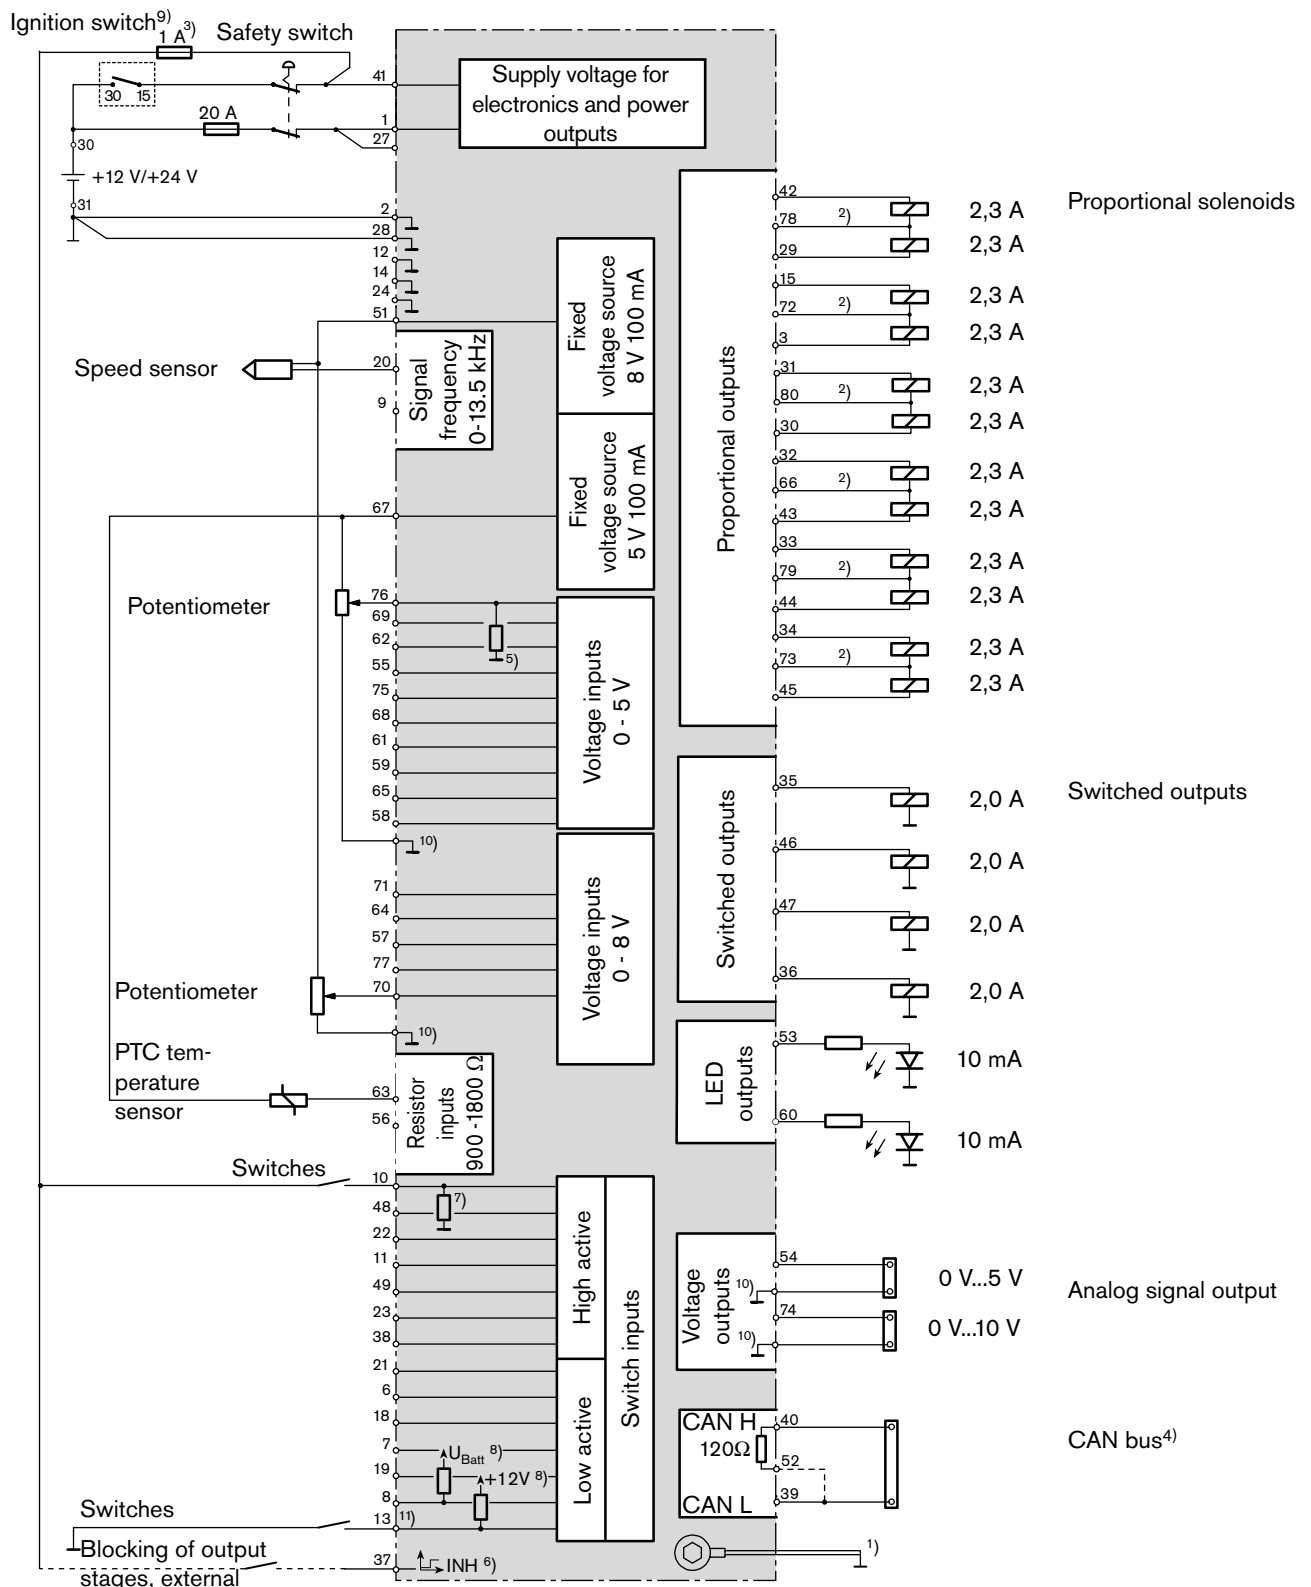 Ignition switch9)
1 A3)
Safety switch
30 15
20 A
30
+12 V/+24 V
31
41
1
27
2
28
12
14
24
51
20
9
67
76
69
62
55
75
68
61
59
65
58
10)
71
64
57
77
70
10)
63
56
10
48
22
11
49
23
38
21
6
18
7
19
8
13 11)
37
Speed sensor
Potentiometer
Potentiometer
PTC tem-
perature
sensor
Switches
Switches
Blocking of output
stages, external
Supply voltage for
electronics and power
outputs
Signal
frequency
0-13.5 kHz
Fixed
voltage source
8 V 100 mA
Fixed
voltage source
5 V 100 mA
5)
Voltage inputs
0 - 5 V
Voltage inputs
0 - 8 V
Resistor
inputs
900 -1800 Ω
7)
High active
Low active
Switch inputs
UBatt 8)
+12V 8)
INH 6)
Proportional outputs
42
78 2)
29
2,3 A
2,3 A
15
72 2)
3
2,3 A
2,3 A
31
80 2)
30
2,3 A
2,3 A
32
66 2)
43
2,3 A
2,3 A
33
79 2)
44
2,3 A
2,3 A
34
73 2)
45
2,3 A
2,3 A
Proportional solenoids
Switched outputs
35
2,0 A
46
2,0 A
47
2,0 A
36
2,0 A
Switched outputs
LED
outputs
53
10 mA
60
10 mA
Voltage
outputs
54
10)
0 V...5 V
74
10)
0 V...10 V
Analog signal output
CAN H
120Ω
CAN L
40
52
39
CAN bus4)
1)